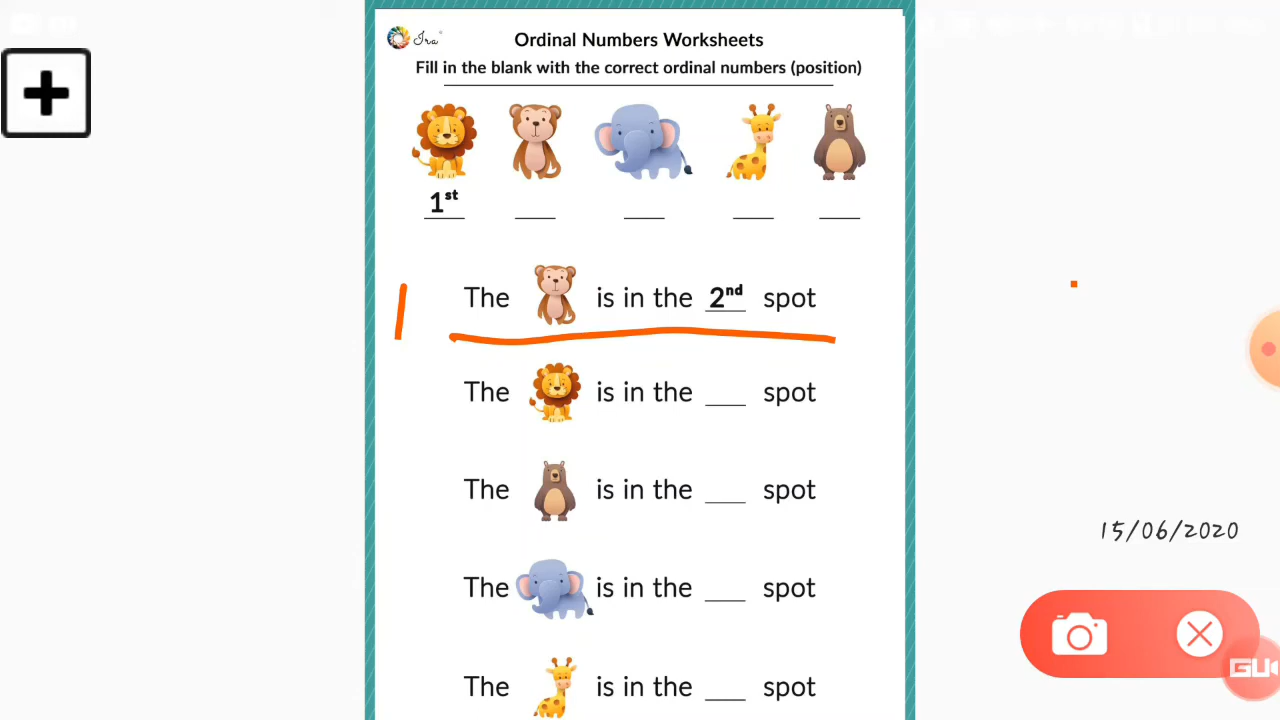 Ira
Ordinal Numbers Worksheets
Fill in the blank with the correct ordinal numbers (position)
1st
The is in the 2nd spot
The is in the ___ spot
The is in the ___ spot
The is in the ___ spot
The is in the ___ spot
15/06/2020
GU